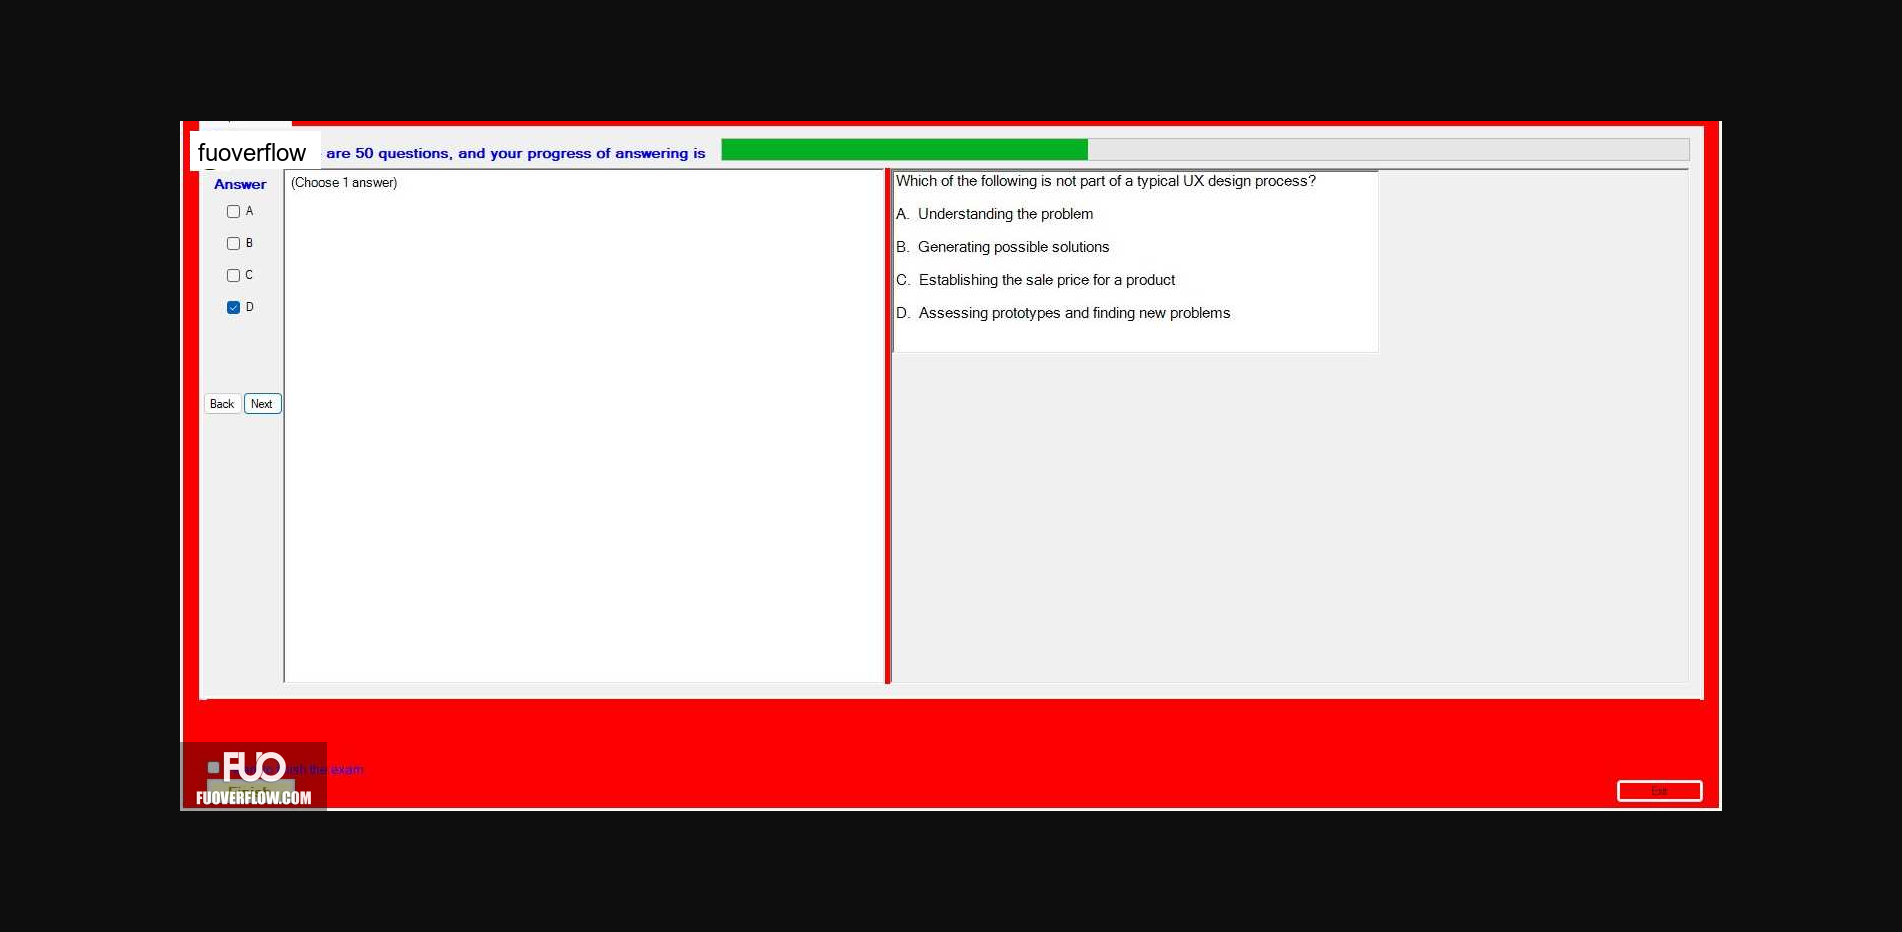 fuoverflow are 50 questions, and your progress of answering is
Answer
(Choose 1 answer)
A
B
C
D
Back Next
Which of the following is not part of a typical UX design process?
A. Understanding the problem
B. Generating possible solutions
C. Establishing the sale price for a product
D. Assessing prototypes and finding new problems
FUO
the exam
Finish
FUOVERFLOW.COM
Exit